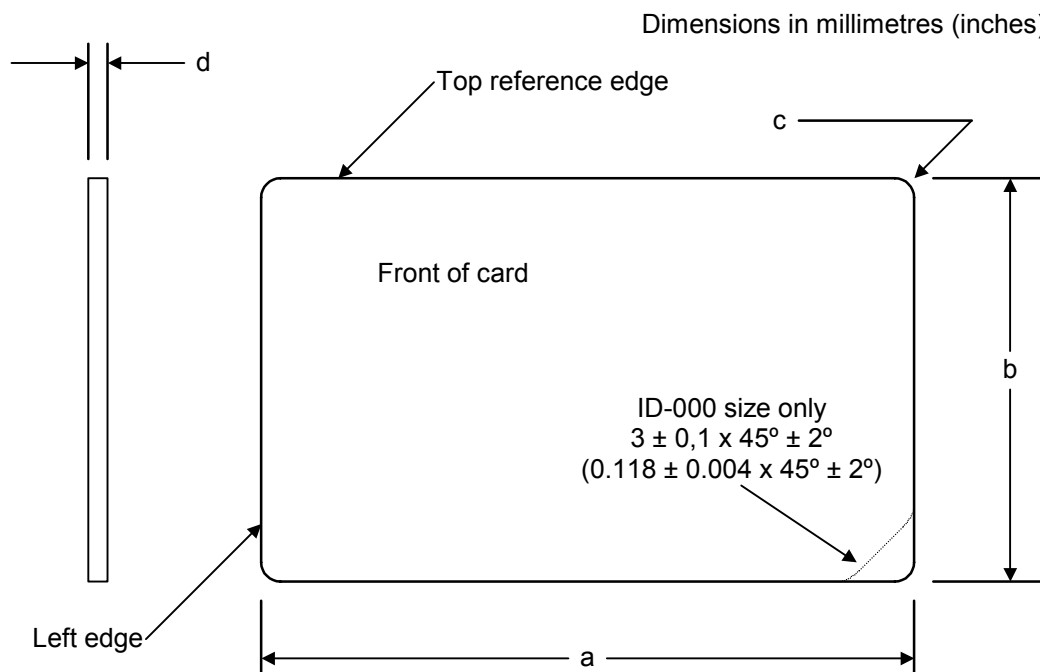 Dimensions in millimetres (inches)
d
Top reference edge
c
Front of card
b
ID-000 size only
3 ± 0,1 x 45º ± 2º
(0.118 ± 0.004 x 45º ± 2º)
Left edge
a